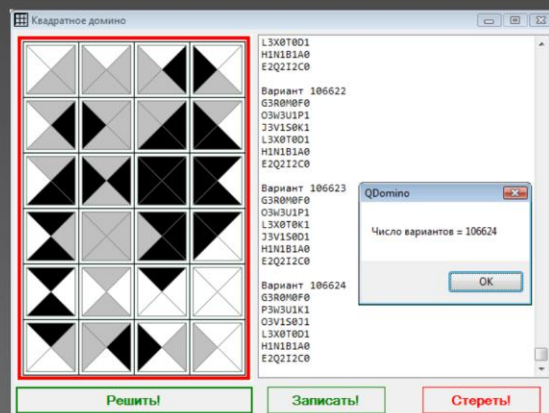 Квадратное домино
L3X0T0D1
H1N1B1A0
E2Q2I2C0
Вариант 106622
G3R0M0F0
O3W3U1P1
J3V1S0K1
L3X0T0D1
H1N1B1A0
E2Q2I2C0
Вариант 106623
G3R0M0F0
O3W3U1P1
L3X0T0K1
J3V1S0D1
H1N1B1A0
E2Q2I2C0
Вариант 106624
G3R0M0F0
P3W3U1K1
O3V1S0J1
L3X0T0D1
H1N1B1A0
E2Q2I2C0
QDomino
Число вариантов = 106624
OK
Решить!
Записать!
Стереть!